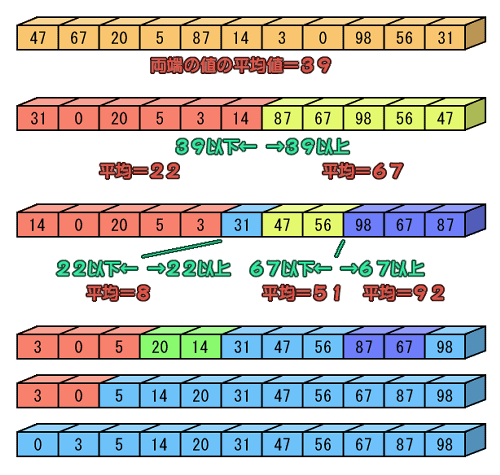 47 67 20 5 87 14 3 0 98 56 31
両端の値の平均値＝３９
31 0 20 5 3 14 87 67 98 56 47
３９以下← →３９以上
平均＝２２ 平均＝６７
14 0 20 5 3 31 47 56 98 67 87
２２以下← →２２以上 ６７以下← →６７以上
平均＝８ 平均＝５１ 平均＝９２
3 0 5 20 14 31 47 56 87 67 98
3 0 5 14 20 31 47 56 67 87 98
0 3 5 14 20 31 47 56 67 87 98